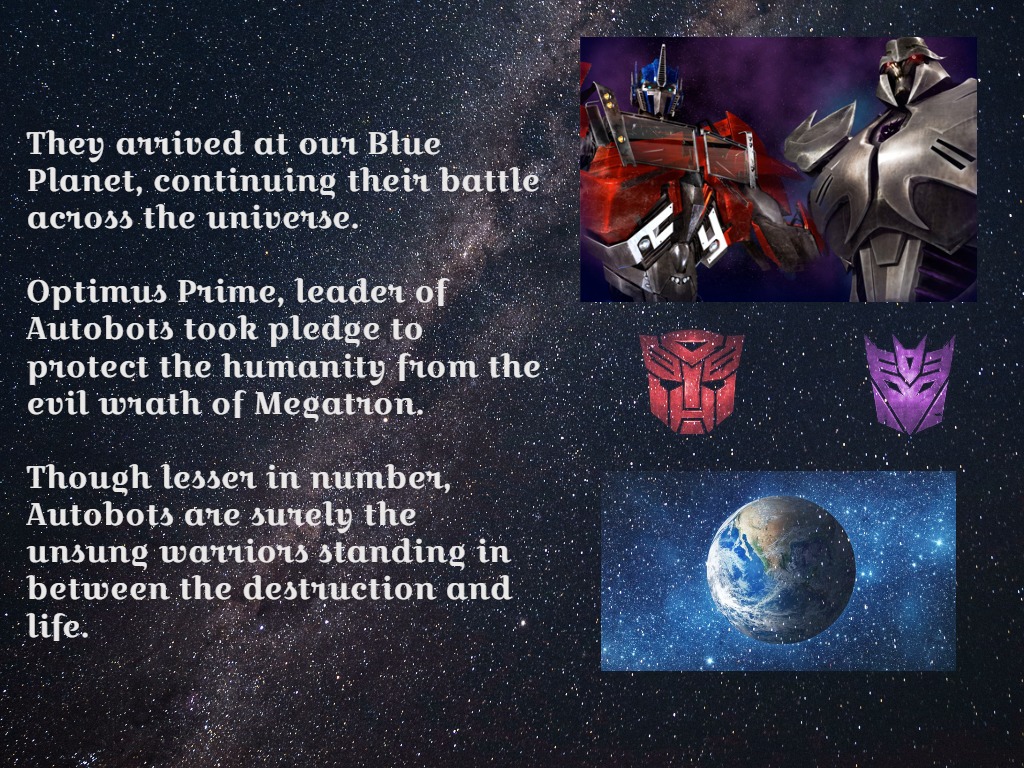 They arrived at our Blue
Planet, continuing their battle
across the universe.
Optimus Prime, leader of
Autobots took pledge to
protect the humanity from the
evil wrath of Megatron.
Though lesser in number,
Autobots are surely the
unsung warriors standing in
between the destruction and
life.